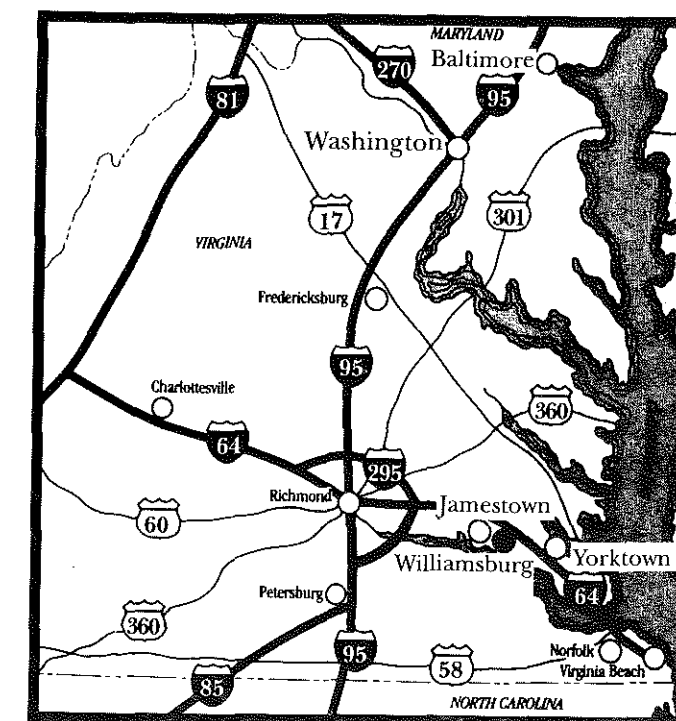 MARYLAND
Baltimore
270
81
95
Washington
17
301
VIRGINIA
Fredericksburg
95
Charlottesville
360
64
295
Richmond
Jamestown
60
Williamsburg
Yorktown
64
Petersburg
360
Norfolk
95
58
Virginia Beach
85
NORTH CAROLINA